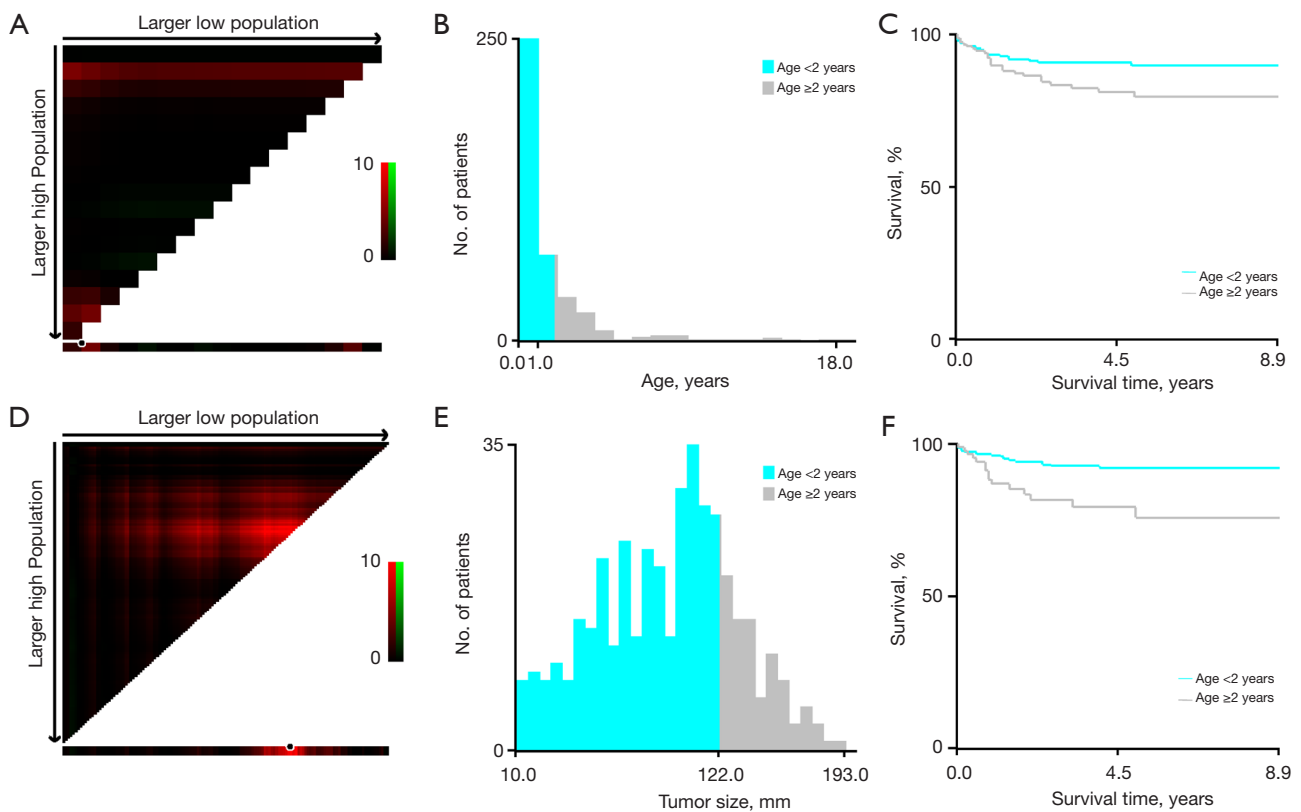 A
Larger low population
Larger high Population
10
0
B
250
0
No. of patients
Age <2 years
Age ≥2 years
0.01.0
18.0
Age, years
C
100
50
0
Survival, %
Age <2 years
Age ≥2 years
0.0
4.5
8.9
Survival time, years
D
Larger low population
Larger high Population
10
0
E
35
0
No. of patients
Age <2 years
Age ≥2 years
10.0
122.0
193.0
Tumor size, mm
F
100
50
0
Survival, %
Age <2 years
Age ≥2 years
0.0
4.5
8.9
Survival time, years